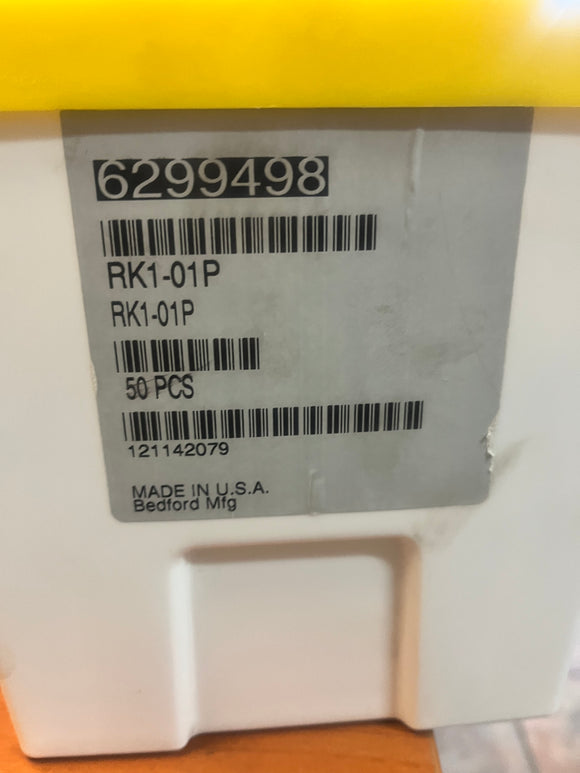 6299498
RK1-01P
RK1-01P
50 PCS
121142079
MADE IN U.S.A.
Bedford Mfg